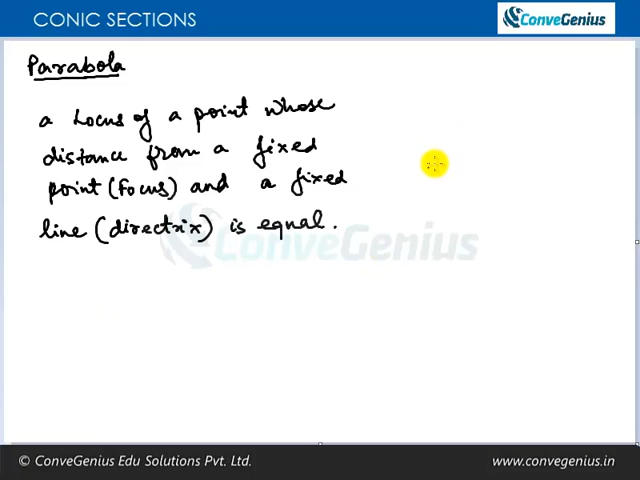 CONIC SECTIONS
ConveGenius
Parabola
a Locus of a point whose
distance from a fixed
point (Focus) and a fixed
line (directrix) is equal.
ConveGenius
© ConveGenius Edu Solutions Pvt. Ltd.
www.convegenius.in